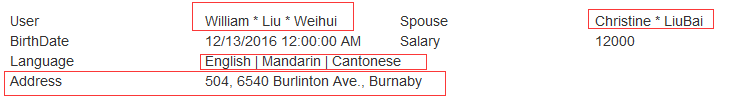 User William * Liu * Weihui Spouse Christine * LiuBai
BirthDate 12/13/2016 12:00:00 AM Salary 12000
Language English | Mandarin | Cantonese
Address 504, 6540 Burlinton Ave., Burnaby